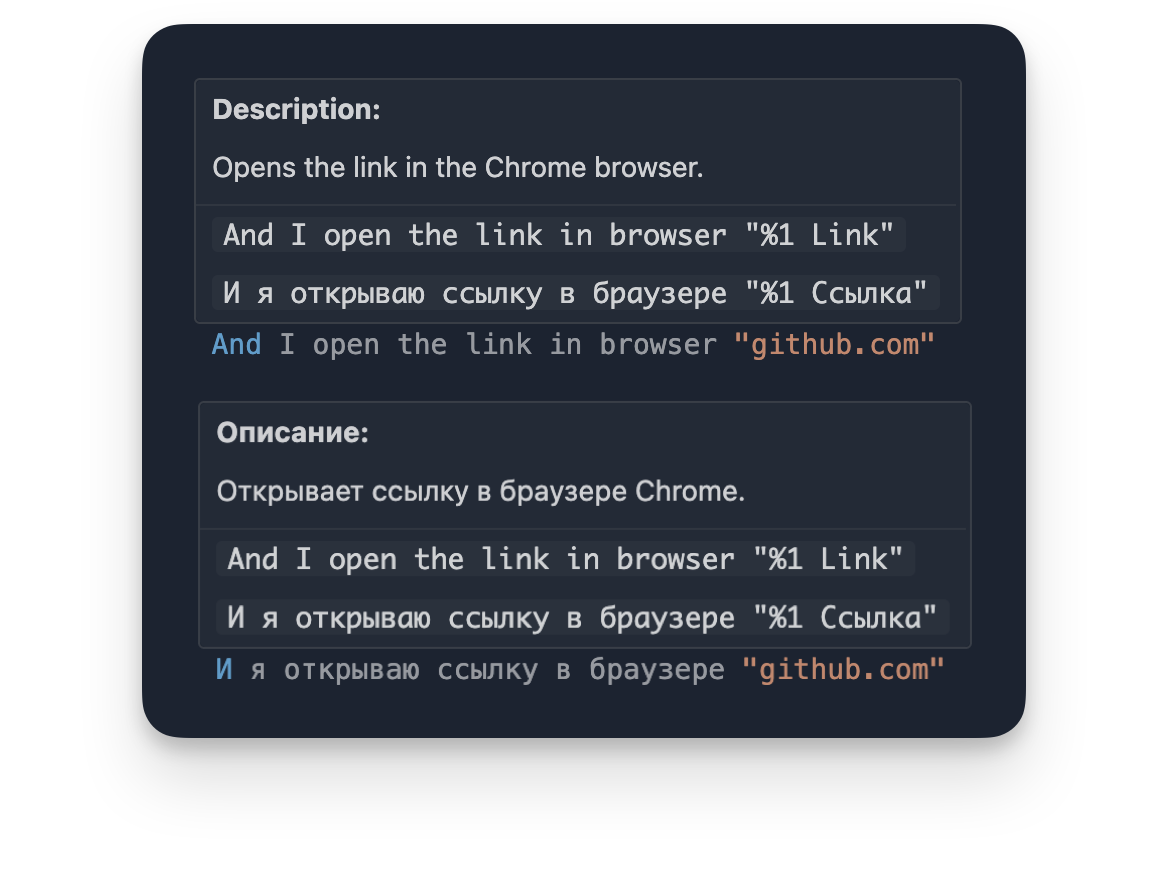 Description:
Opens the link in the Chrome browser.
And I open the link in browser "%1 Link"
И я открываю ссылку в браузере "%1 Ссылка"
And I open the link in browser "github.com"
Описание:
Открывает ссылку в браузере Chrome.
And I open the link in browser "%1 Link"
И я открываю ссылку в браузере "%1 Ссылка"
И я открываю ссылку в браузере "github.com"